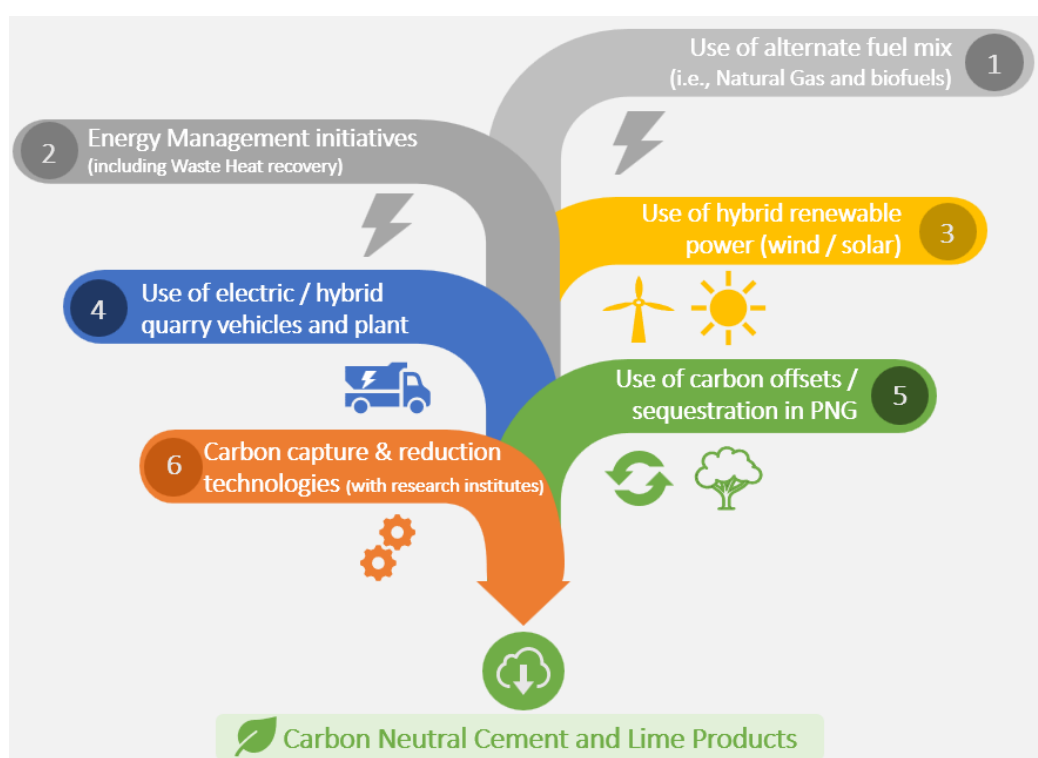 Use of alternate fuel mix
(i.e., Natural Gas and biofuels)
1
2
Energy Management initiatives
(including Waste Heat recovery)
Use of hybrid renewable
power (wind / solar)
3
4
Use of electric / hybrid
quarry vehicles and plant
Use of carbon offsets /
sequestration in PNG
5
6
Carbon capture & reduction
technologies (with research institutes)
Carbon Neutral Cement and Lime Products